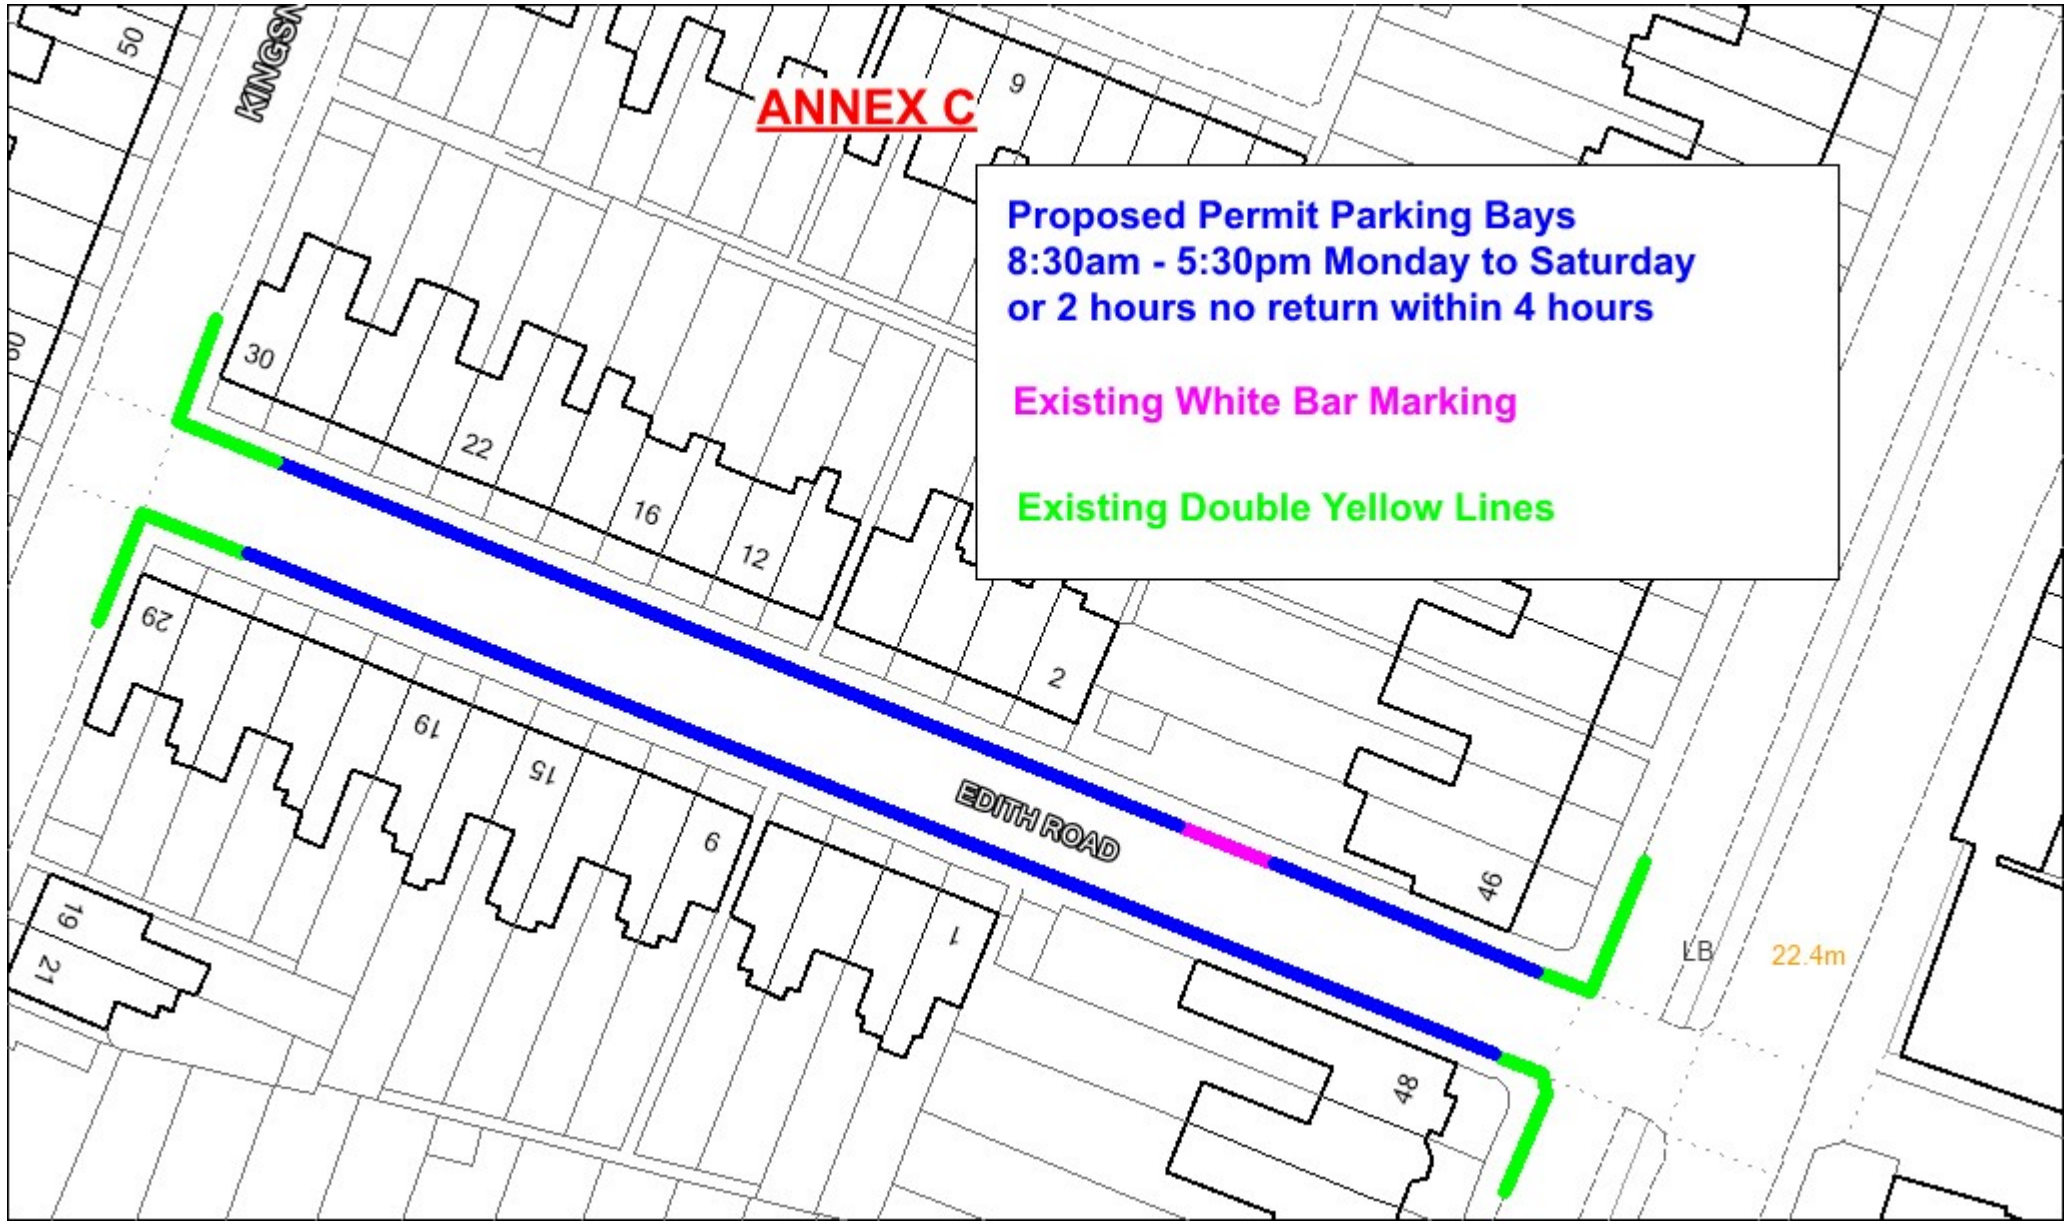 50
KINGSN
ANNEX C
9
Proposed Permit Parking Bays
8:30am - 5:30pm Monday to Saturday
or 2 hours no return within 4 hours
Existing White Bar Marking
Existing Double Yellow Lines
30
22
16
12
2
29
19
15
9
1
EDITH ROAD
46
48
LB
22.4m
19
21